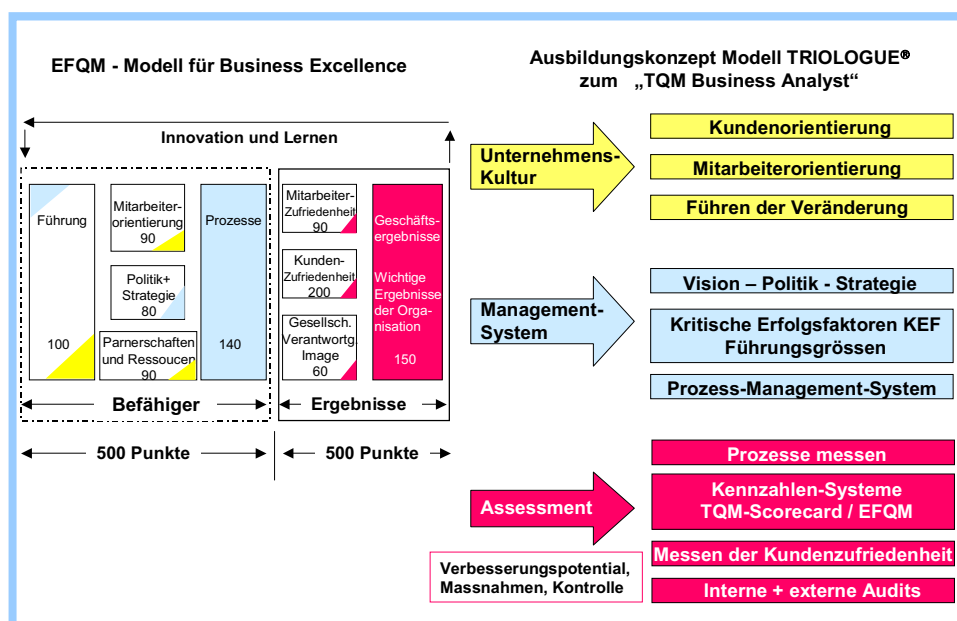 EFQM - Modell für Business Excellence
Ausbildungskonzept Modell TRIOLOGUE®
zum „TQM Business Analyst“
Innovation und Lernen
Führung
100
Mitarbeiter-
orientierung
90
Politik+
Strategie
80
Parnerschaften
und Ressoucen
90
Prozesse
140
Mitarbeiter-
Zufriedenheit
90
Kunden-
Zufriedenheit
200
Gesellsch.
Verantwortg.
Image
60
Geschäfts-
ergebnisse
Wichtige
Ergebnisse
der Orga-
nisation
150
Befähiger
Ergebnisse
500 Punkte
500 Punkte
Unternehmens-
Kultur
Kundenorientierung
Mitarbeiterorientierung
Führen der Veränderung
Management-
System
Vision – Politik - Strategie
Kritische Erfolgsfaktoren KEF
Führungsgrössen
Prozess-Management-System
Assessment
Prozesse messen
Kennzahlen-Systeme
TQM-Scorecard / EFQM
Messen der Kundenzufriedenheit
Interne + externe Audits
Verbesserungspotential,
Massnahmen, Kontrolle